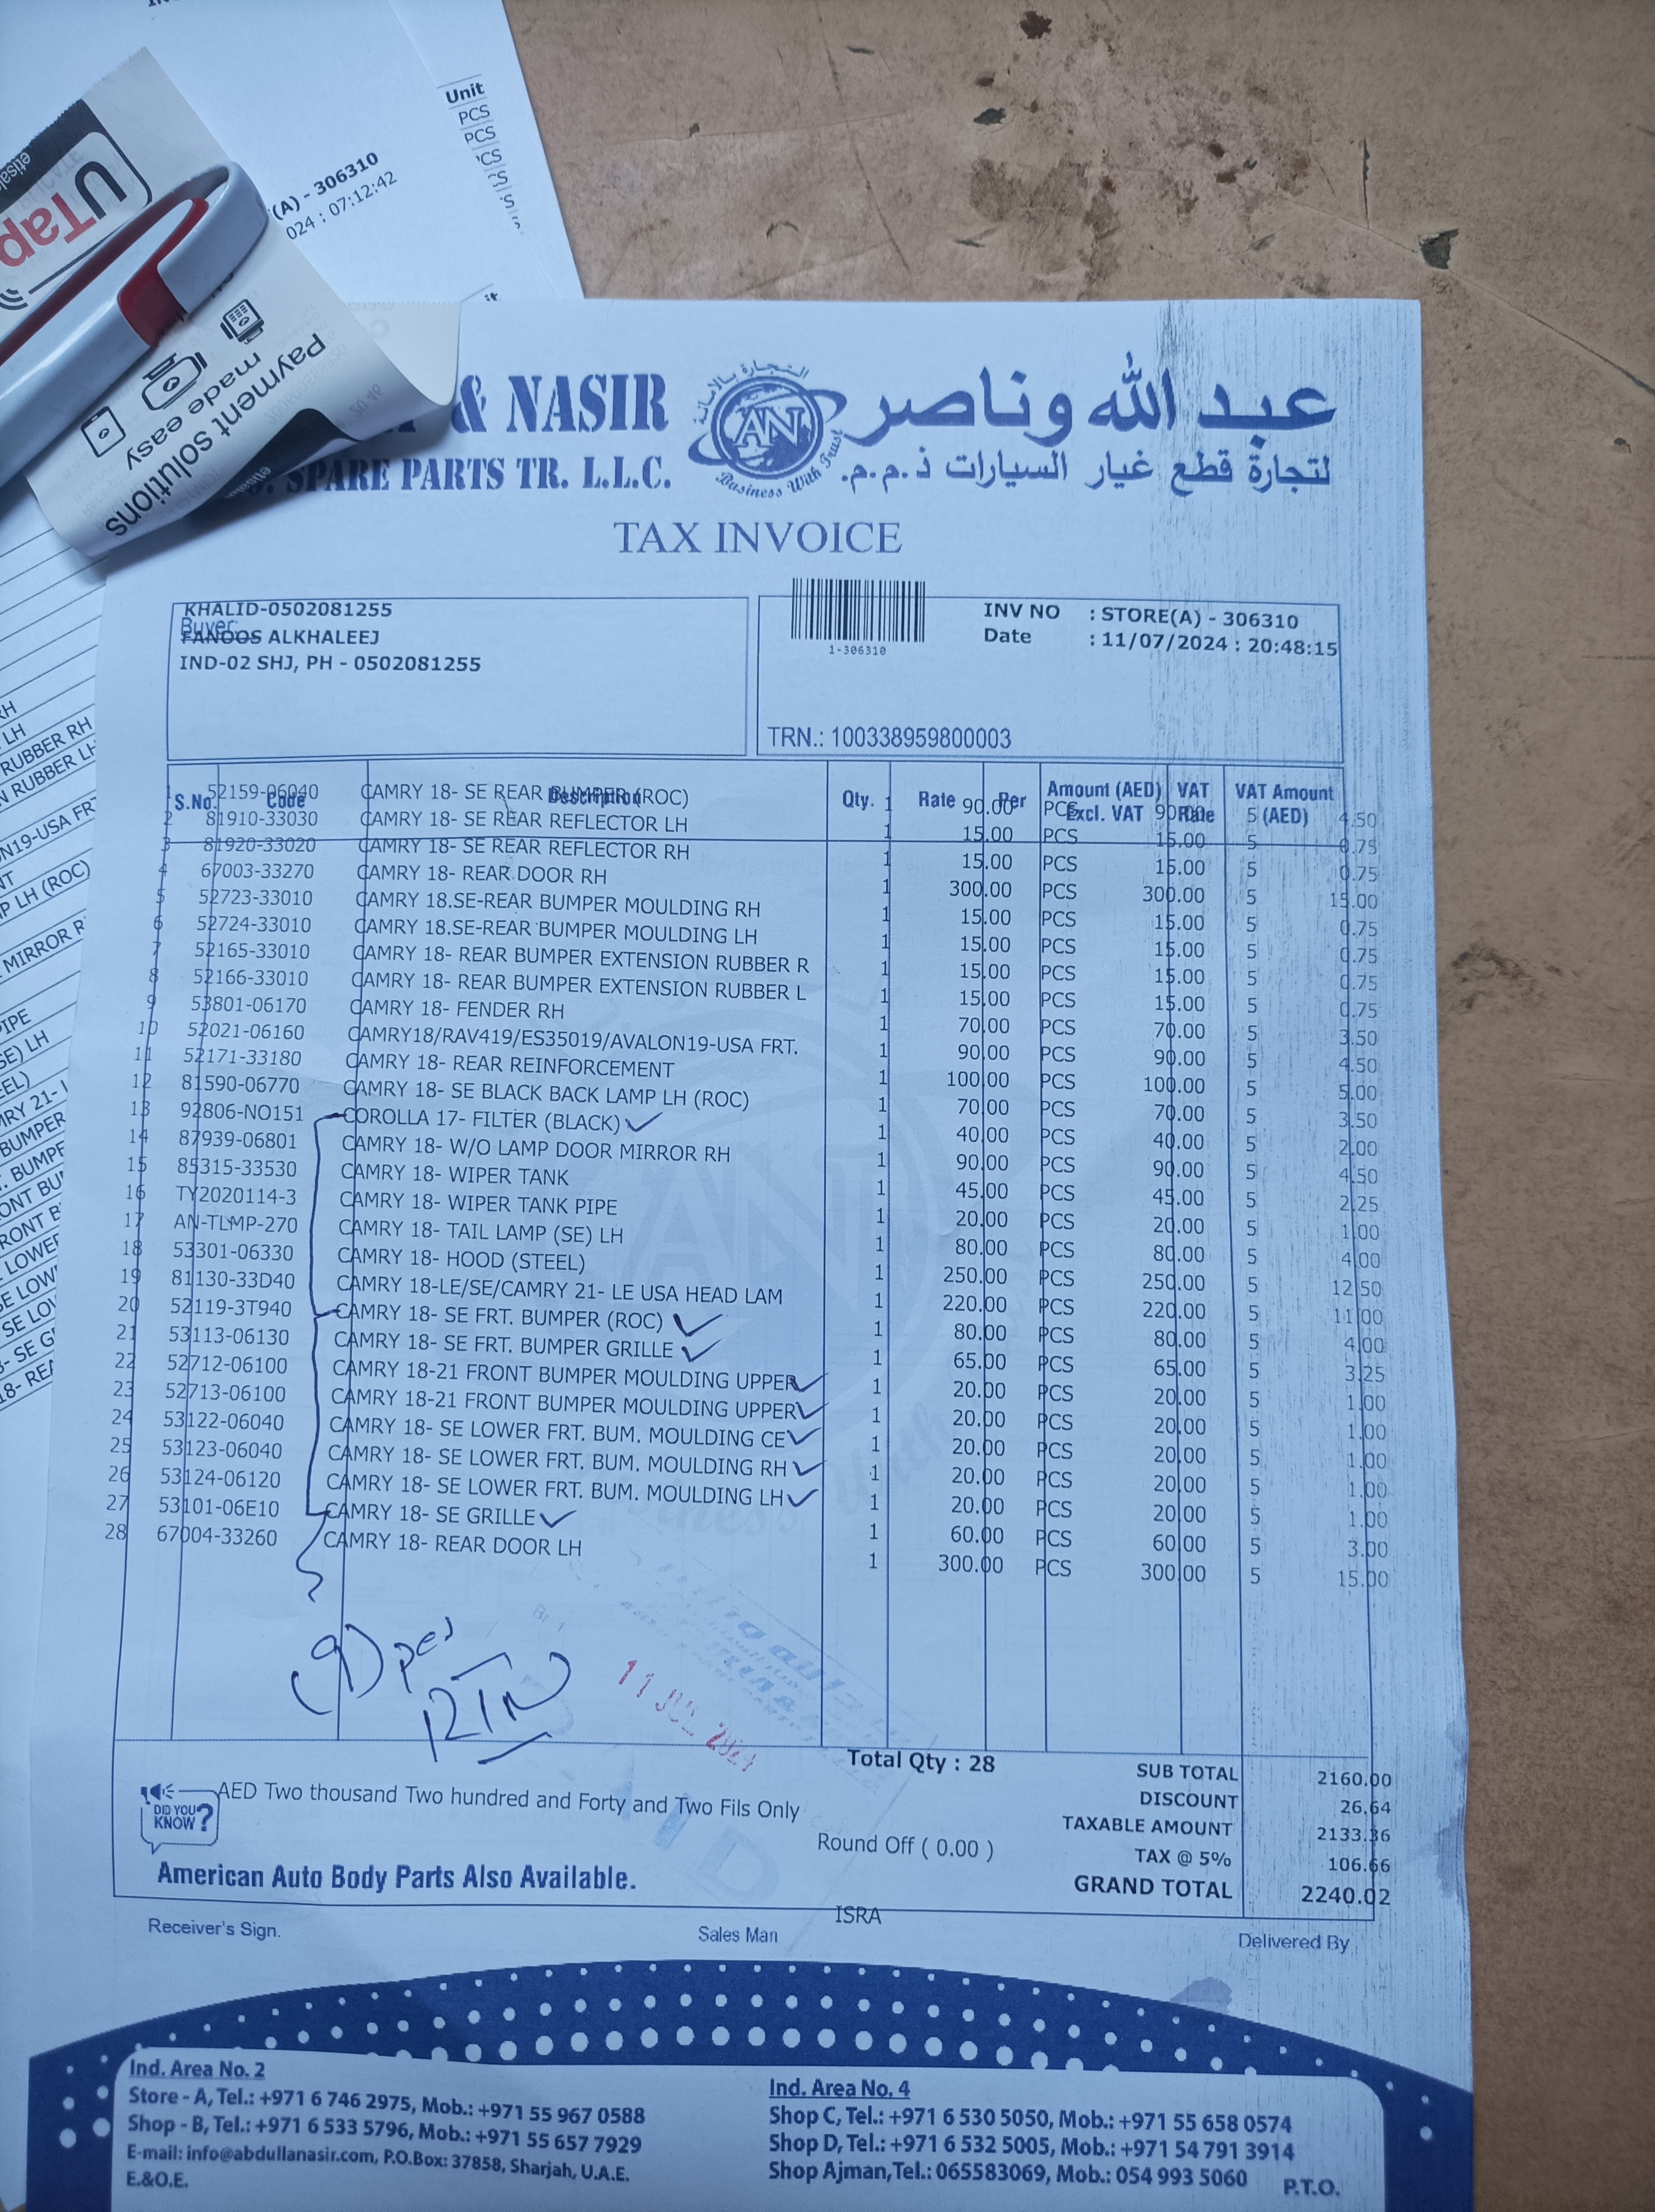 Unit
PCS
PCS
(A) - 306310
024 : 07:12:42
UTap
Payment solutions
made easy
& NASIR
عبد الله وناصر
SPARE PARTS TR. L.L.C.
AN
Business With Trust
لتجارة قطع غيار السيارات ذ.م.م.
TAX INVOICE
KHALID-0502081255
Buyer:
FANOOS ALKHALEEJ
IND-02 SHJ, PH - 0502081255
1-306310
INV NO : STORE(A) - 306310
Date : 11/07/2024 : 20:48:15
TRN.: 100338959800003
S.No. Code Description Qty. Rate Per Amount (AED) Excl. VAT VAT Rate VAT Amount (AED)
1 52159-06040 CAMRY 18- SE REAR BUMPER (ROC) 1 90.00 PCS 90.00 5 4.50
2 81910-33030 CAMRY 18- SE REAR REFLECTOR LH 1 15.00 PCS 15.00 5 0.75
3 81920-33020 CAMRY 18- SE REAR REFLECTOR RH 1 15.00 PCS 15.00 5 0.75
4 67003-33270 CAMRY 18- REAR DOOR RH 1 300.00 PCS 300.00 5 15.00
5 52723-33010 CAMRY 18.SE-REAR BUMPER MOULDING RH 1 15.00 PCS 15.00 5 0.75
6 52724-33010 CAMRY 18.SE-REAR BUMPER MOULDING LH 1 15.00 PCS 15.00 5 0.75
7 52165-33010 CAMRY 18- REAR BUMPER EXTENSION RUBBER R 1 15.00 PCS 15.00 5 0.75
8 52166-33010 CAMRY 18- REAR BUMPER EXTENSION RUBBER L 1 15.00 PCS 15.00 5 0.75
9 53801-06170 CAMRY 18- FENDER RH 1 70.00 PCS 70.00 5 3.50
10 52021-06160 CAMRY18/RAV419/ES35019/AVALON19-USA FRT. 1 90.00 PCS 90.00 5 4.50
11 52171-33180 CAMRY 18- REAR REINFORCEMENT 1 100.00 PCS 100.00 5 5.00
12 81590-06770 CAMRY 18- SE BLACK BACK LAMP LH (ROC) 1 70.00 PCS 70.00 5 3.50
13 92806-NO151 COROLLA 17- FILTER (BLACK) 1 40.00 PCS 40.00 5 2.00
14 87939-06801 CAMRY 18- W/O LAMP DOOR MIRROR RH 1 90.00 PCS 90.00 5 4.50
15 85315-33530 CAMRY 18- WIPER TANK 1 45.00 PCS 45.00 5 2.25
16 TY2020114-3 CAMRY 18- WIPER TANK PIPE 1 20.00 PCS 20.00 5 1.00
17 AN-TLMP-270 CAMRY 18- TAIL LAMP (SE) LH 1 80.00 PCS 80.00 5 4.00
18 53301-06330 CAMRY 18- HOOD (STEEL) 1 250.00 PCS 250.00 5 12.50
19 81130-33D40 CAMRY 18-LE/SE/CAMRY 21- LE USA HEAD LAM 1 220.00 PCS 220.00 5 11.00
20 52119-3T940 CAMRY 18- SE FRT. BUMPER (ROC) 1 80.00 PCS 80.00 5 4.00
21 53113-06130 CAMRY 18- SE FRT. BUMPER GRILLE 1 65.00 PCS 65.00 5 3.25
22 52712-06100 CAMRY 18-21 FRONT BUMPER MOULDING UPPER 1 20.00 PCS 20.00 5 1.00
23 52713-06100 CAMRY 18-21 FRONT BUMPER MOULDING UPPER 1 20.00 PCS 20.00 5 1.00
24 53122-06040 CAMRY 18- SE LOWER FRT. BUM. MOULDING CE 1 20.00 PCS 20.00 5 1.00
25 53123-06040 CAMRY 18- SE LOWER FRT. BUM. MOULDING RH 1 20.00 PCS 20.00 5 1.00
26 53124-06120 CAMRY 18- SE LOWER FRT. BUM. MOULDING LH 1 20.00 PCS 20.00 5 1.00
27 53101-06E10 CAMRY 18- SE GRILLE 1 60.00 PCS 60.00 5 3.00
28 67004-33260 CAMRY 18- REAR DOOR LH 1 300.00 PCS 300.00 5 15.00
(9) pcs
RTN
11 JUL 2024
PAID
Total Qty : 28
SUB TOTAL 2160.00
DISCOUNT 26.64
TAXABLE AMOUNT 2133.36
TAX @ 5% 106.66
GRAND TOTAL 2240.02
DID YOU KNOW?
AED Two thousand Two hundred and Forty and Two Fils Only
Round Off ( 0.00 )
American Auto Body Parts Also Available.
ISRA
Receiver's Sign.
Sales Man
Delivered By
Ind. Area No. 2
Store - A, Tel.: +971 6 746 2975, Mob.: +971 55 967 0588
Shop - B, Tel.: +971 6 533 5796, Mob.: +971 55 657 7929
E-mail: info@abdullanasir.com, P.O.Box: 37858, Sharjah, U.A.E.
E.&O.E.
Ind. Area No. 4
Shop C, Tel.: +971 6 530 5050, Mob.: +971 55 658 0574
Shop D, Tel.: +971 6 532 5005, Mob.: +971 54 791 3914
Shop Ajman, Tel.: 065583069, Mob.: 054 993 5060
P.T.O.